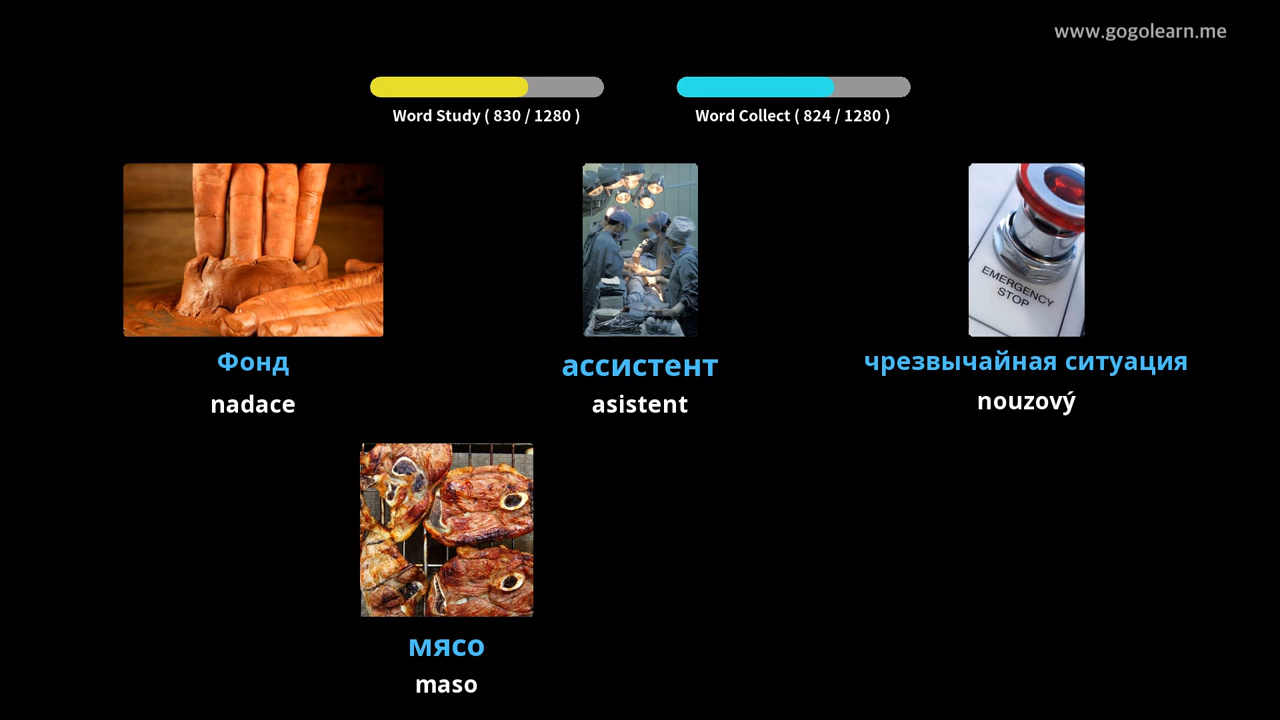 www.gogolearn.me
Word Study ( 830 / 1280 )
Word Collect ( 824 / 1280 )
EMERGENCY
STOP
Фонд
ассистент
чрезвычайная ситуация
nadace
asistent
nouzový
мясо
maso